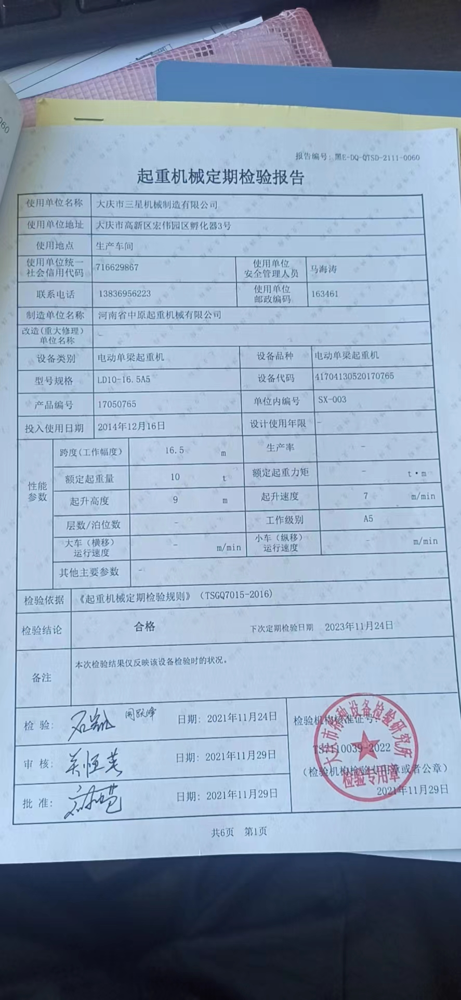 报告编号：黑E-DQ-QTSD-2111-0060
起重机械定期检验报告
使用单位名称 大庆市三星机械制造有限公司
使用单位地址 大庆市高新区宏伟园区孵化器3号
使用地点 生产车间
使用单位统一社会信用代码 716629867 使用单位安全管理人员 马海涛
联系电话 13836956223 使用单位邮政编码 163461
制造单位名称 河南省中原起重机械有限公司
改造(重大修理)单位名称 -
设备类别 电动单梁起重机 设备品种 电动单梁起重机
型号规格 LD10-16.5A5 设备代码 41704130520170765
产品编号 17050765 单位内编号 SX-003
投入使用日期 2014年12月16日 设计使用年限 -
性能参数
跨度(工作幅度) 16.5 m 生产率 -
额定起重量 10 t 额定起重力矩 - t·m
起升高度 9 m 起升速度 7 m/min
层数/泊位数 - 工作级别 A5
大车（横移）运行速度 - m/min 小车（纵移）运行速度 - m/min
其他主要参数 -
检验依据 《起重机械定期检验规则》（TSGQ7015-2016)
检验结论 合格 下次定期检验日期 2023年11月24日
备注 本次检验结果仅反映该设备检验时的状况。
检 验: 日期: 2021年11月24日 检验机构核准证号:
审 核: 日期: 2021年11月29日 TS7110039-2022
（检验机构检验专用章或者公章）
批 准: 日期: 2021年11月29日 2021年11月29日
大庆市特种设备检验研究所
检验专用章
共6页 第1页
060